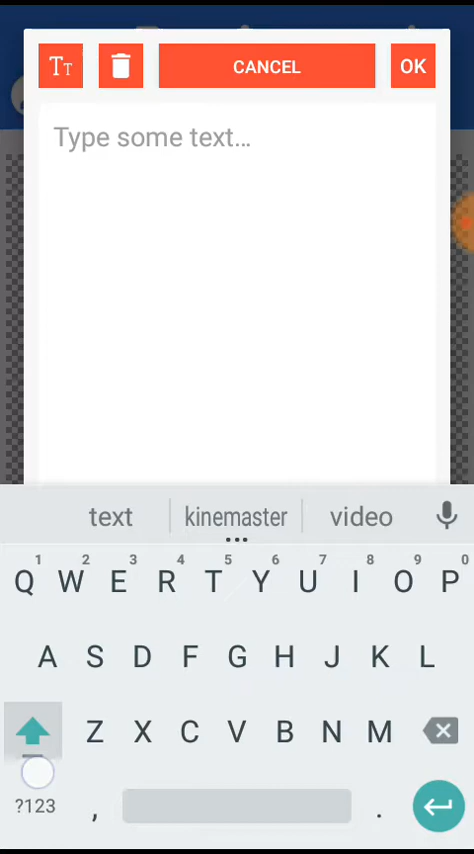 TT CANCEL OK
Type some text...
text kinemaster video
1 2 3 4 5 6 7 8 9 0
Q W E R T Y U I O P
A S D F G H J K L
Z X C V B N M
?123 , .